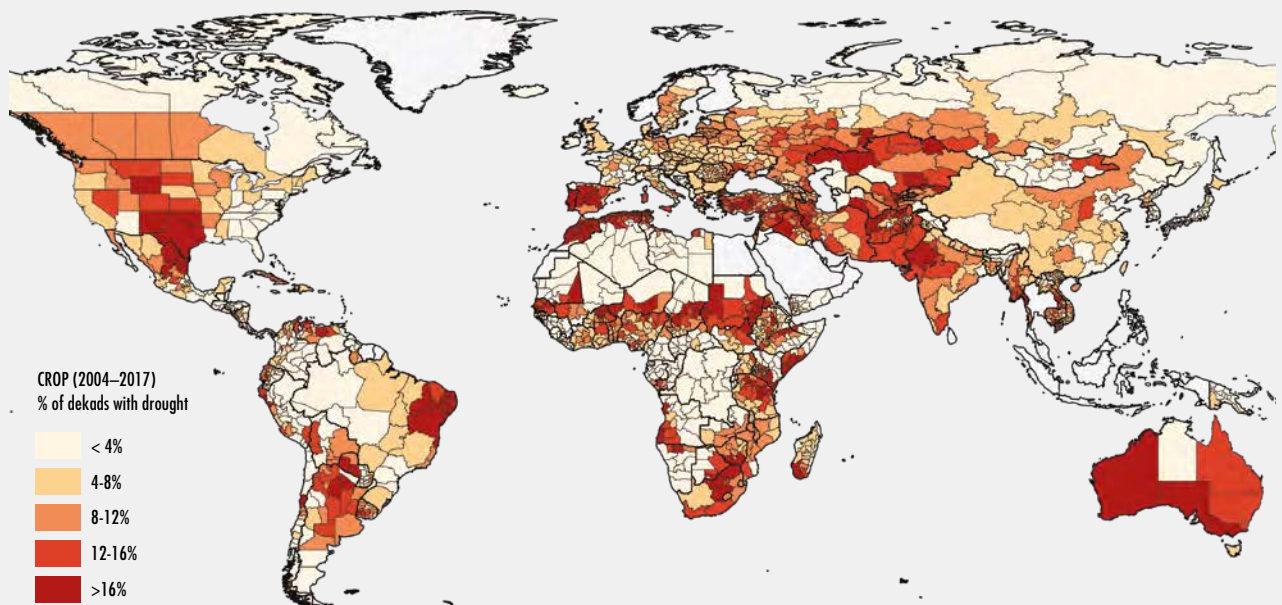 CROP (2004–2017)
% of dekads with drought
< 4%
4-8%
8-12%
12-16%
>16%